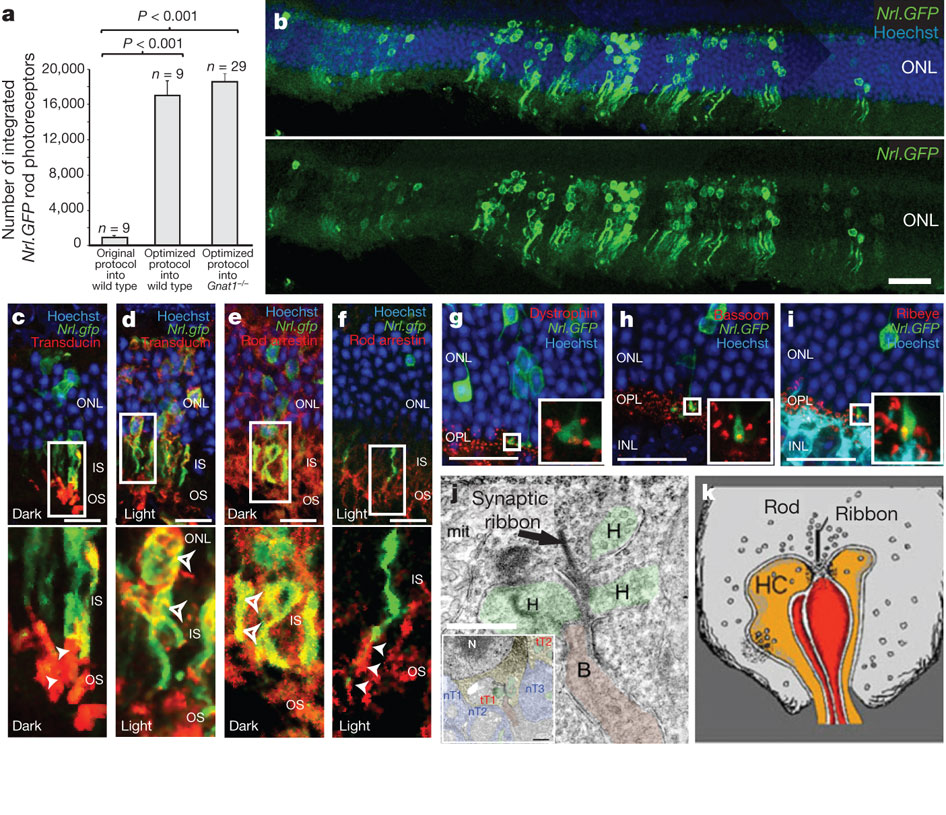 a
P < 0.001
P < 0.001
Number of integrated
Nrl.GFP rod photoreceptors
20,000
16,000
12,000
8,000
4,000
0
n = 9
n = 9
n = 29
Original
protocol
into
wild type
Optimized
protocol
into
wild type
Optimized
protocol
into
Gnat1–/–
b
Nrl.GFP
Hoechst
ONL
Nrl.GFP
ONL
c
Hoechst
Nrl.gfp
Transducin
ONL
IS
OS
Dark
IS
OS
Dark
d
Hoechst
Nrl.gfp
Transducin
ONL
IS
OS
Light
ONL
IS
OS
Light
e
Hoechst
Nrl.gfp
Rod arrestin
ONL
IS
OS
Dark
IS
OS
Dark
f
Hoechst
Nrl.gfp
Rod arrestin
ONL
IS
OS
Light
IS
OS
Light
g
Dystrophin
Nrl.GFP
Hoechst
ONL
OPL
h
Bassoon
Nrl.GFP
Hoechst
ONL
OPL
INL
i
Ribeye
Nrl.GFP
Hoechst
ONL
OPL
INL
j
Synaptic
ribbon
mit
H
H
H
B
N
tT2
nT1
tT1
nT3
nT2
k
Rod
Ribbon
HC